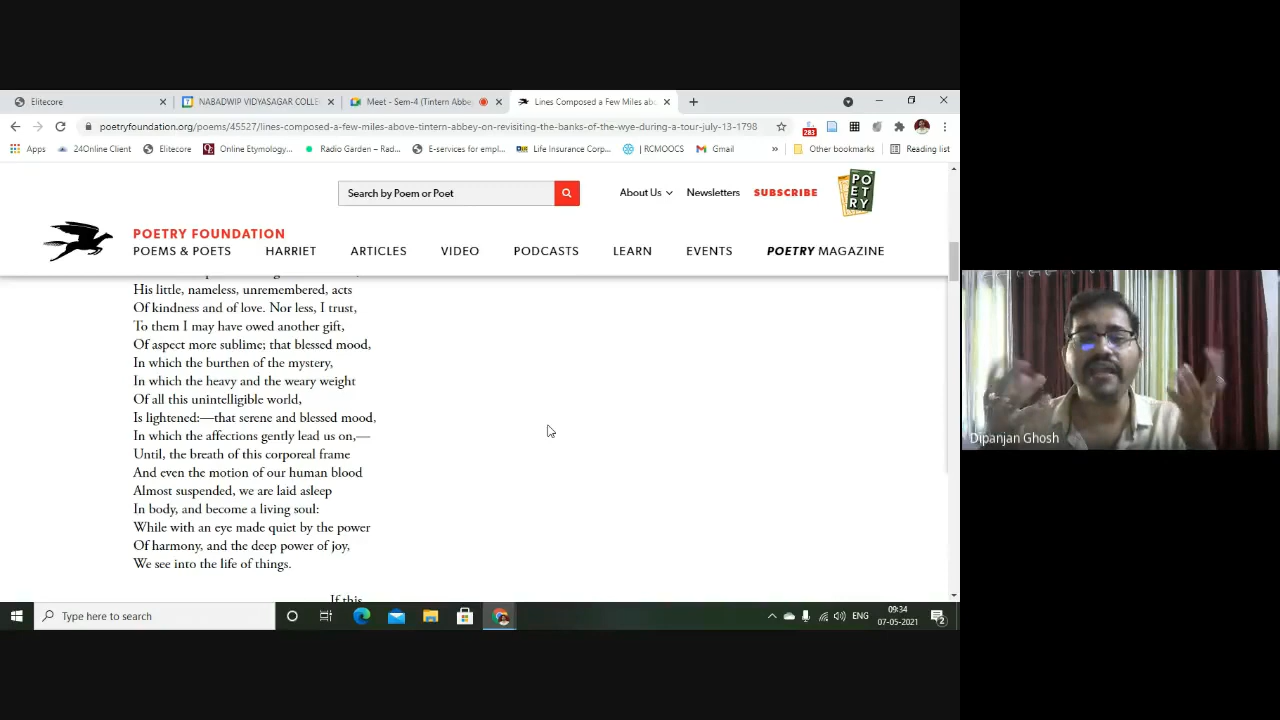 Elitecore
NABADWIP VIDYASAGAR COLLE
Meet - Sem-4 (Tintern Abbe
Lines Composed a Few Miles abo
poetryfoundation.org/poems/45527/lines-composed-a-few-miles-above-tintern-abbey-on-revisiting-the-banks-of-the-wye-during-a-tour-july-13-1798
283
Apps 24Online Client Elitecore Online Etymology... Radio Garden – Rad... E-services for empl... Life Insurance Corp... | RCMOOCS Gmail » Other bookmarks Reading list
Search by Poem or Poet
About Us Newsletters SUBSCRIBE
PO
ET
RY
POETRY FOUNDATION
POEMS & POETS HARRIET ARTICLES VIDEO PODCASTS LEARN EVENTS POETRY MAGAZINE
His little, nameless, unremembered, acts
Of kindness and of love. Nor less, I trust,
To them I may have owed another gift,
Of aspect more sublime; that blessed mood,
In which the burthen of the mystery,
In which the heavy and the weary weight
Of all this unintelligible world,
Is lightened:—that serene and blessed mood,
In which the affections gently lead us on,—
Until, the breath of this corporeal frame
And even the motion of our human blood
Almost suspended, we are laid asleep
In body, and become a living soul:
While with an eye made quiet by the power
Of harmony, and the deep power of joy,
We see into the life of things.
If this
Dipanjan Ghosh
Type here to search
ENG
09:34
07-05-2021
2